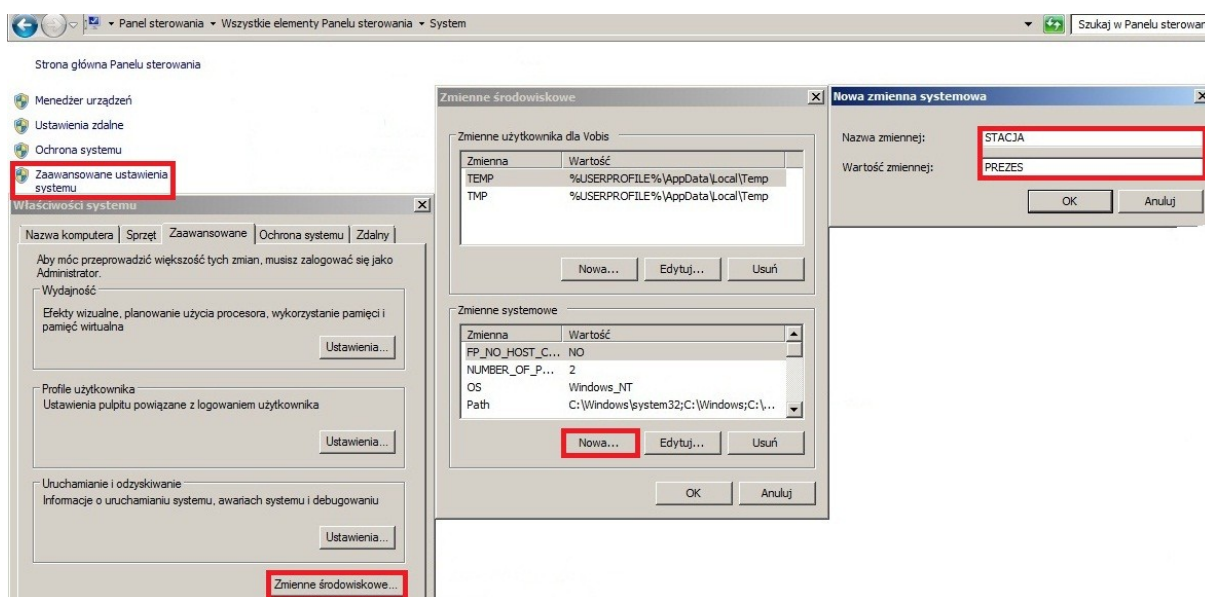 Panel sterowania ▾ Wszystkie elementy Panelu sterowania ▾ System
Szukaj w Panelu sterowan
Strona główna Panelu sterowania
Menedżer urządzeń
Ustawienia zdalne
Ochrona systemu
Zaawansowane ustawienia
systemu
Właściwości systemu
Nazwa komputera Sprzęt Zaawansowane Ochrona systemu Zdalny
Aby móc przeprowadzić większość tych zmian, musisz zalogować się jako
Administrator.
Wydajność
Efekty wizualne, planowanie użycia procesora, wykorzystanie pamięci i
pamięć wirtualna
Ustawienia...
Profile użytkownika
Ustawienia pulpitu powiązane z logowaniem użytkownika
Ustawienia...
Uruchamianie i odzyskiwanie
Informacje o uruchamianiu systemu, awariach systemu i debugowaniu
Ustawienia...
Zmienne środowiskowe...
Zmienne środowiskowe
Zmienne użytkownika dla Vobis
Zmienna Wartość
TEMP %USERPROFILE%\AppData\Local\Temp
TMP %USERPROFILE%\AppData\Local\Temp
Nowa... Edytuj... Usuń
Zmienne systemowe
Zmienna Wartość
FP_NO_HOST_C... NO
NUMBER_OF_P... 2
OS Windows_NT
Path C:\Windows\system32;C:\Windows;C:\...
Nowa... Edytuj... Usuń
OK Anuluj
Nowa zmienna systemowa
Nazwa zmiennej: STACJA
Wartość zmiennej: PREZES
OK Anuluj